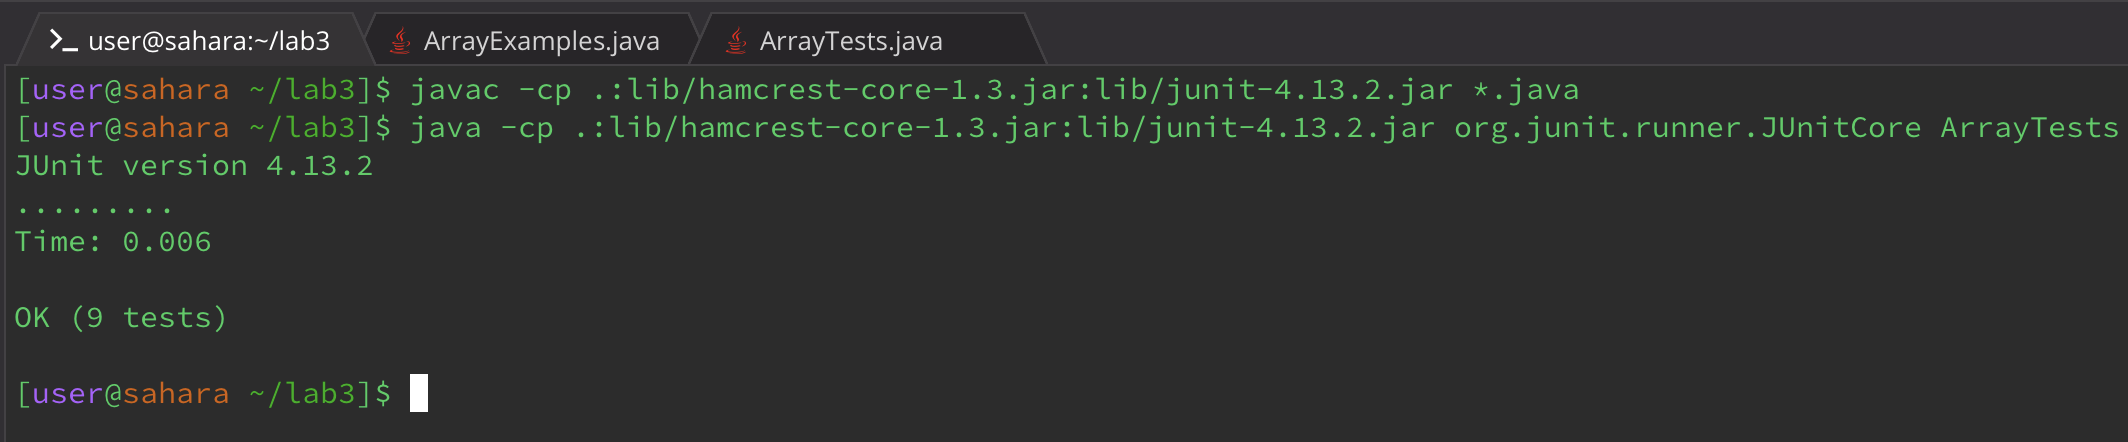 user@sahara:~/lab3 ArrayExamples.java ArrayTests.java
[user@sahara ~/lab3]$ javac -cp .:lib/hamcrest-core-1.3.jar:lib/junit-4.13.2.jar *.java
[user@sahara ~/lab3]$ java -cp .:lib/hamcrest-core-1.3.jar:lib/junit-4.13.2.jar org.junit.runner.JUnitCore ArrayTests
JUnit version 4.13.2
.........
Time: 0.006
OK (9 tests)
[user@sahara ~/lab3]$